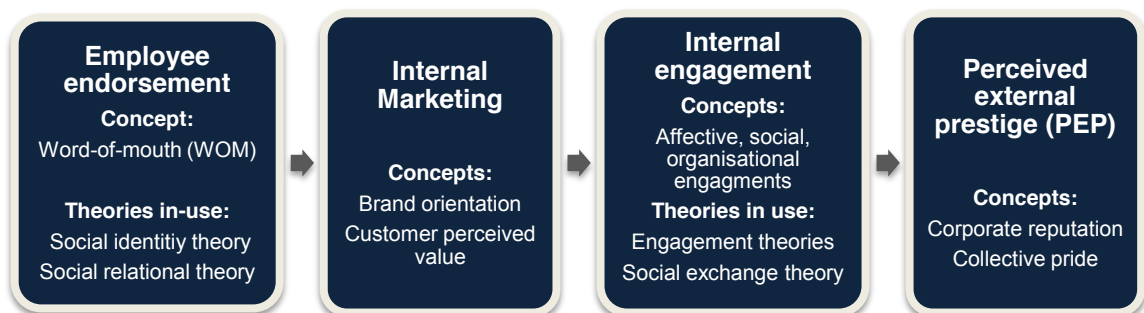 Employee
endorsement
Concept:
Word-of-mouth (WOM)
Theories in-use:
Social identitiy theory
Social relational theory
Internal
Marketing
Concepts:
Brand orientation
Customer perceived
value
Internal
engagement
Concepts:
Affective, social,
organisational
engagments
Theories in use:
Engagement theories
Social exchange theory
Perceived
external
prestige (PEP)
Concepts:
Corporate reputation
Collective pride